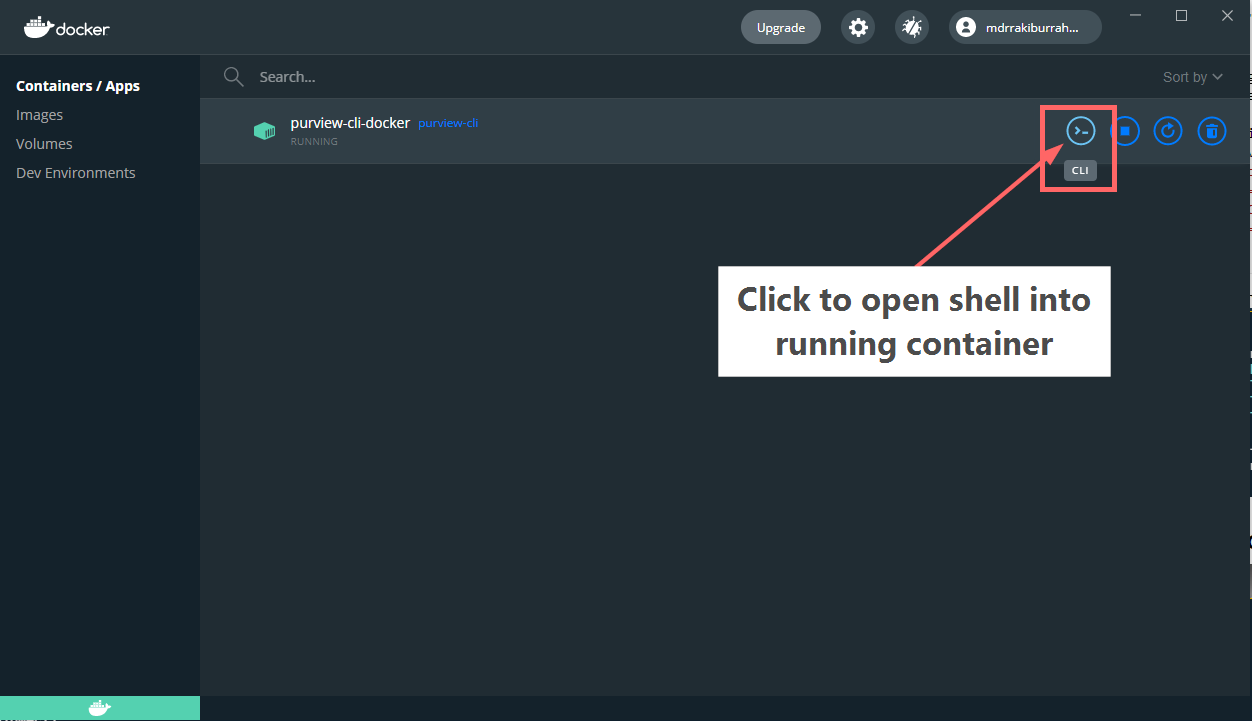 docker
Upgrade
mdrrakiburrah...
Containers / Apps
Images
Volumes
Dev Environments
Search...
Sort by
purview-cli-docker purview-cli
RUNNING
CLI
Click to open shell into
running container